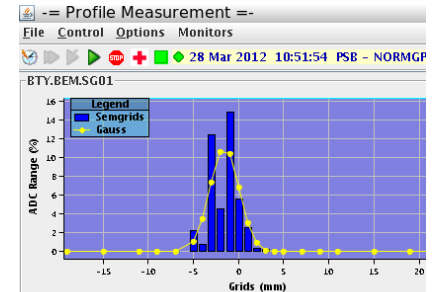 -= Profile Measurement =-
File Control Options Monitors
STOP 28 Mar 2012 10:51:54 PSB - NORMGP
BTY.BEM.SG01
Legend
Semgrids
Gauss
ADC Range (%)
16
14
12
10
8
6
4
2
0
-15 -10 -5 0 5 10 15 20
Grids (mm)